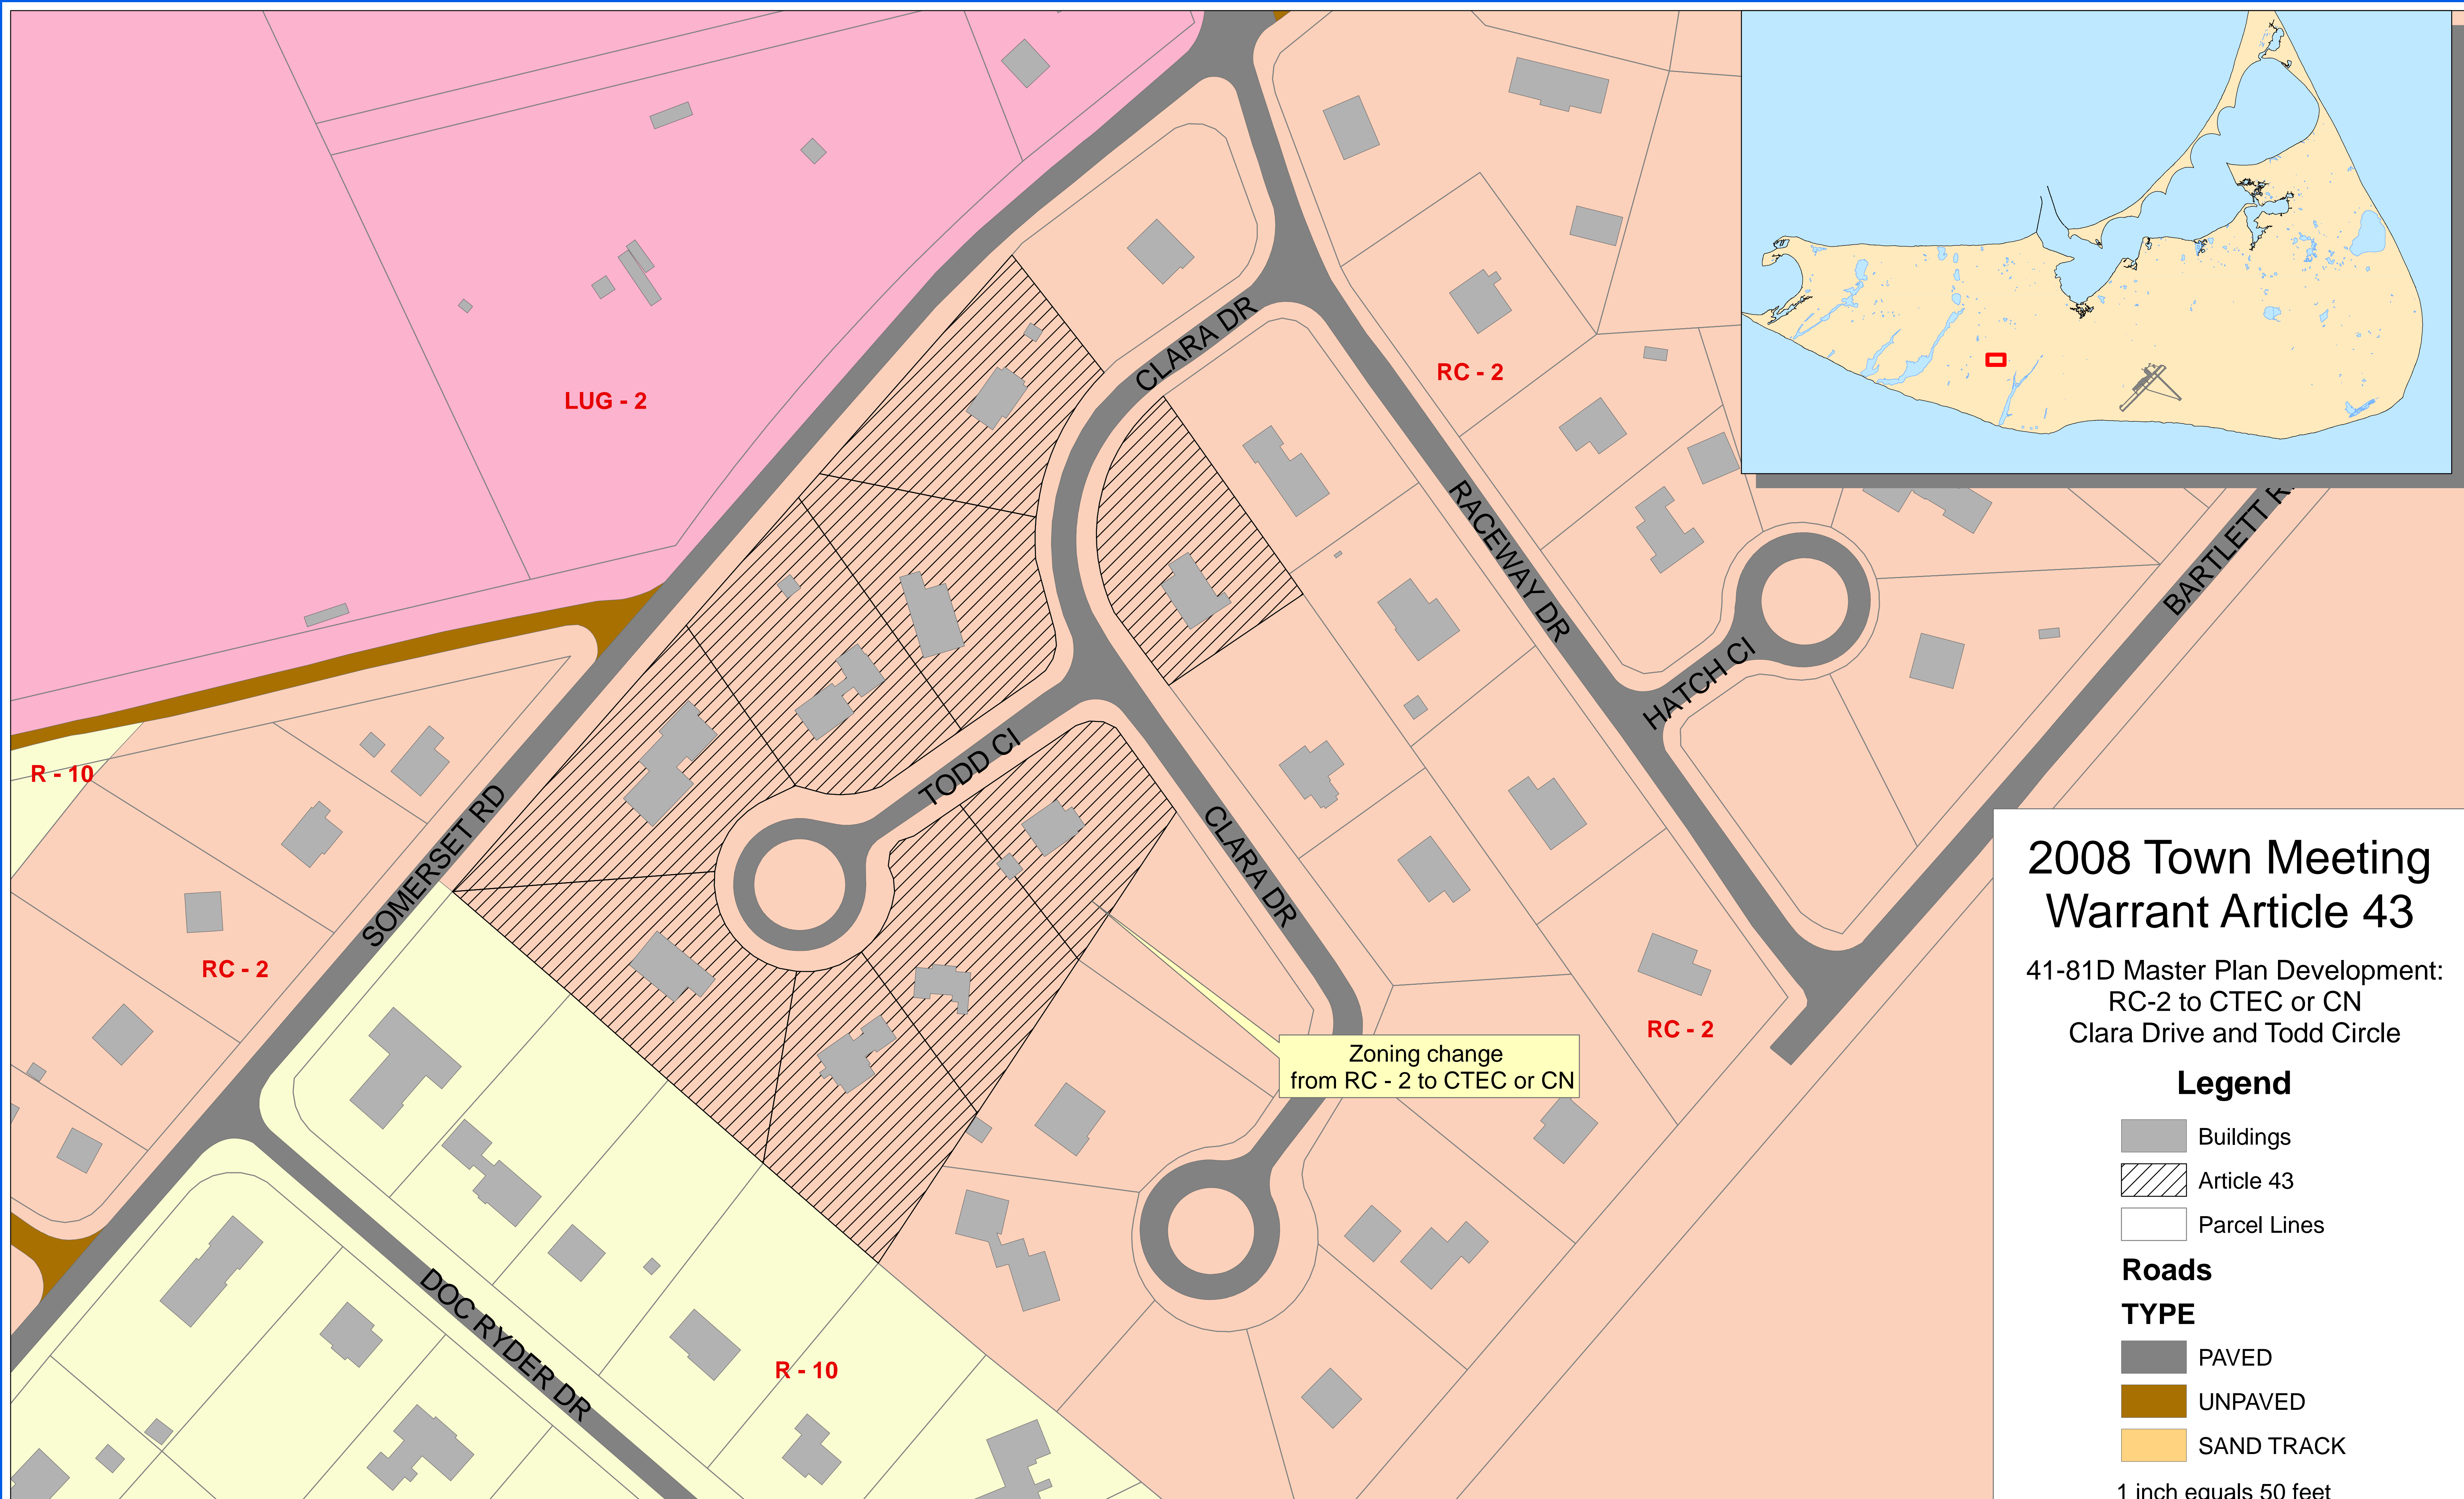 CLARA DR
LUG - 2
RC - 2
RACEWAY DR
BARTLETT
HATCH CI
TODD CI
R - 10
SOMEREST RD
CLARA DR
RC - 2
RC - 2
Zoning change
from RC - 2 to CTEC or CN
DOC RYDER DR
R - 10
2008 Town Meeting
Warrant Article 43
41-81D Master Plan Development:
RC-2 to CTEC or CN
Clara Drive and Todd Circle
Legend
Buildings
Article 43
Parcel Lines
Roads
TYPE
PAVED
UNPAVED
SAND TRACK
1 inch equals 50 feet